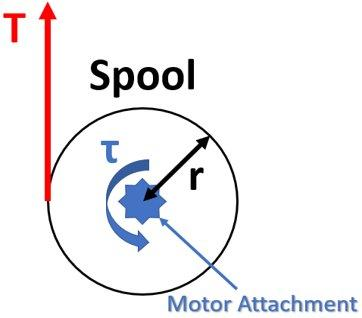 T
Spool
τ
r
Motor Attachment